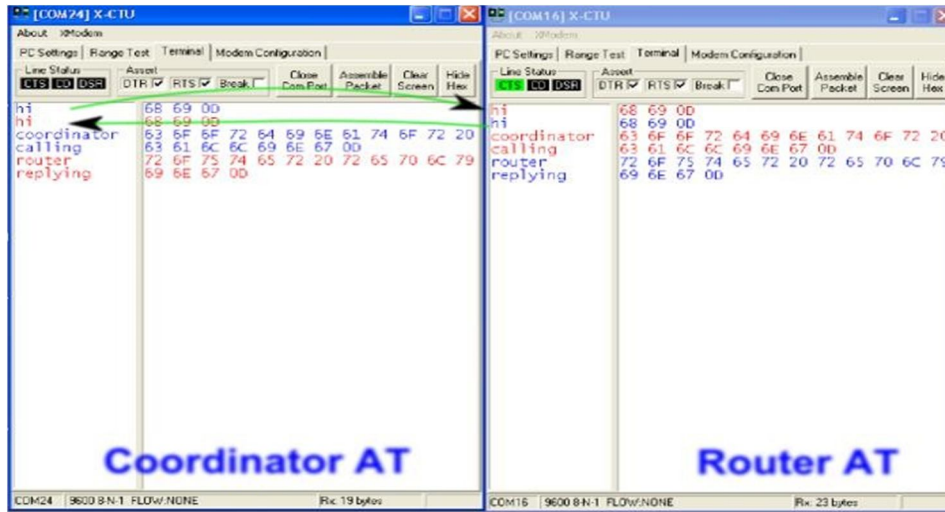 [COM24] X-CTU
About XModem
PC Settings Range Test Terminal Modem Configuration
Line Status
CTS CD DSR
Assert
DTR RTS Break
Close Com Port
Assemble Packet
Clear Screen
Hide Hex
hi 68 69 0D
hi 68 69 0D
coordinator 63 6F 6F 72 64 69 6E 61 74 6F 72 20
calling 63 61 6C 6C 69 6E 67 0D
router 72 6F 75 74 65 72 20 72 65 70 6C 79
replying 69 6E 67 0D
Coordinator AT
COM24 9600 8-N-1 FLOW:NONE Rx: 19 bytes
[COM16] X-CTU
About XModem
PC Settings Range Test Terminal Modem Configuration
Line Status
CTS CD DSR
Assert
DTR RTS Break
Close Com Port
Assemble Packet
Clear Screen
Hide Hex
hi 68 69 0D
hi 68 69 0D
coordinator 63 6F 6F 72 64 69 6E 61 74 6F 72 20
calling 63 61 6C 6C 69 6E 67 0D
router 72 6F 75 74 65 72 20 72 65 70 6C 79
replying 69 6E 67 0D
Router AT
COM16 9600 8-N-1 FLOW:NONE Rx: 23 bytes